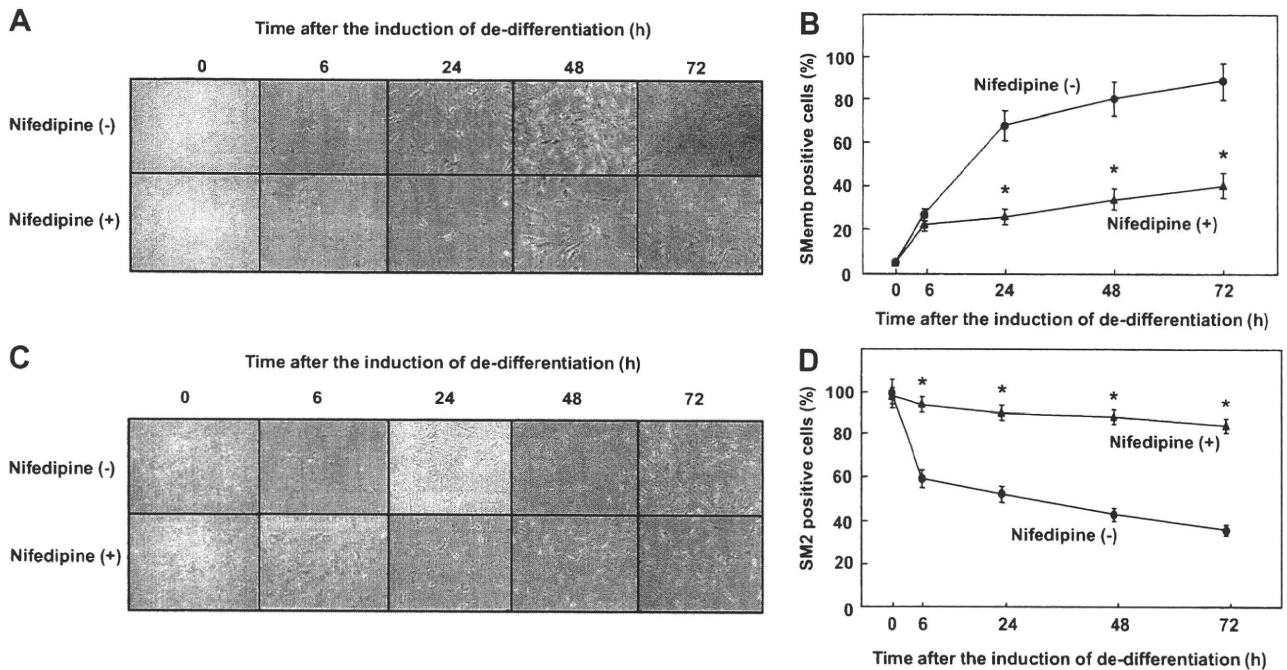 A
Time after the induction of de-differentiation (h)
0 6 24 48 72
Nifedipine (-)
Nifedipine (+)
B
SMemb positive cells (%)
100
80
60
40
20
0
Nifedipine (-)
* * *
Nifedipine (+)
0 6 24 48 72
Time after the induction of de-differentiation (h)
C
Time after the induction of de-differentiation (h)
0 6 24 48 72
Nifedipine (-)
Nifedipine (+)
D
SM2 positive cells (%)
100
80
60
40
20
0
* * * *
Nifedipine (+)
Nifedipine (-)
0 6 24 48 72
Time after the induction of de-differentiation (h)